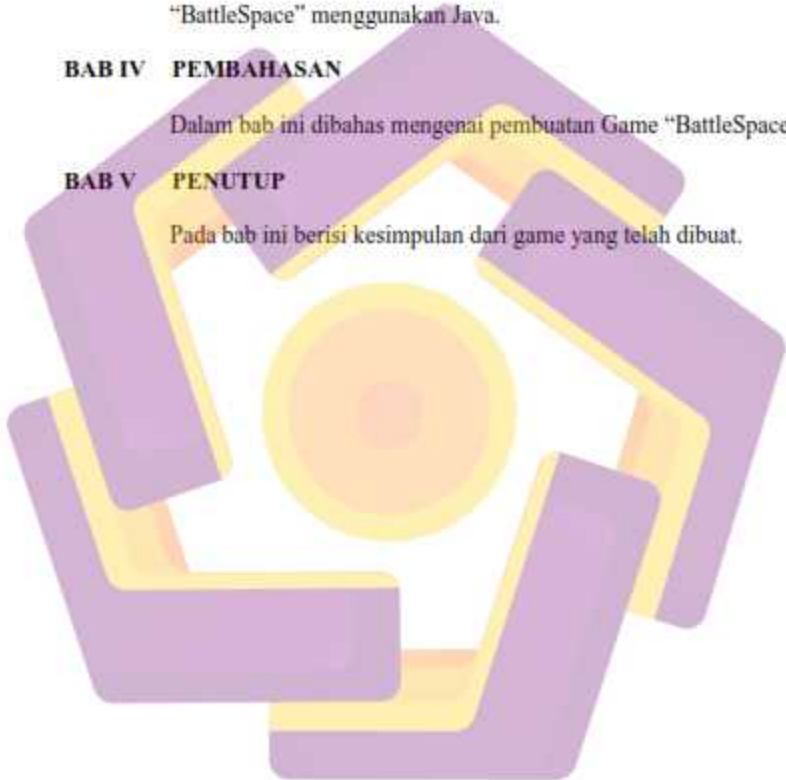 “BattleSpace” menggunakan Java.
BAB IV PEMBAHASAN
Dalam bab ini dibahas mengenai pembuatan Game “BattleSpace
BAB V PENUTUP
Pada bab ini berisi kesimpulan dari game yang telah dibuat.